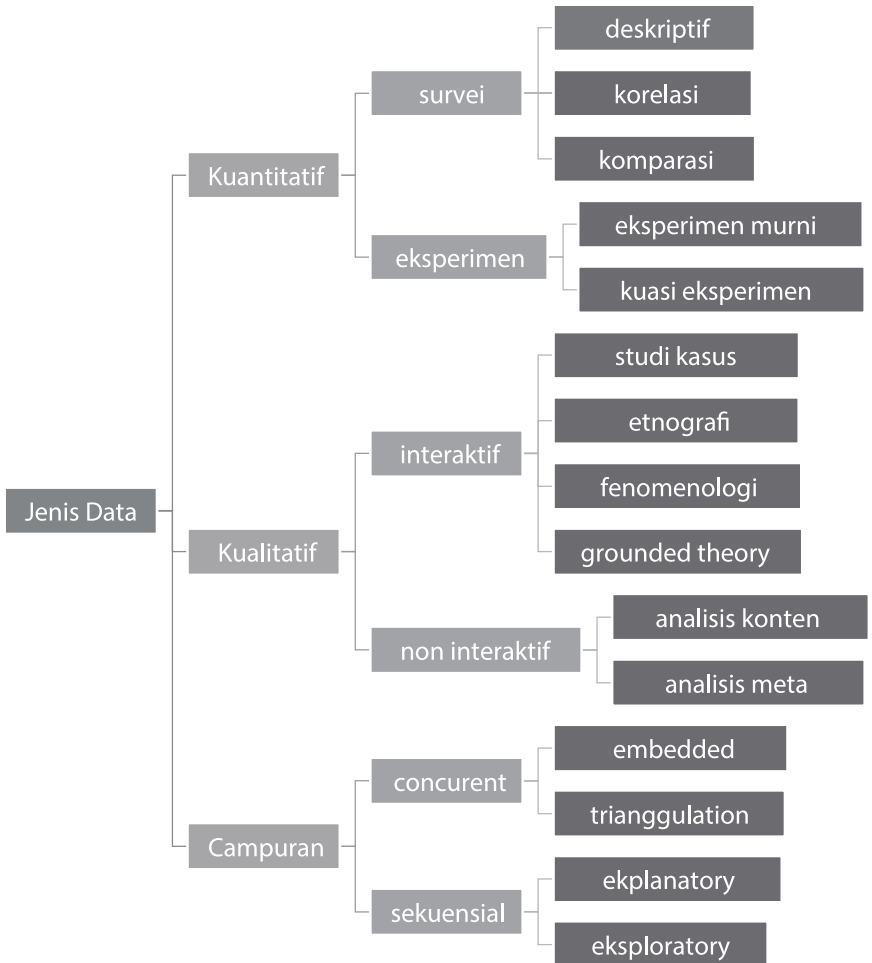 Jenis Data
Kuantitatif
survei
deskriptif
korelasi
komparasi
eksperimen
eksperimen murni
kuasi eksperimen
Kualitatif
interaktif
studi kasus
etnografi
fenomenologi
grounded theory
non interaktif
analisis konten
analisis meta
Campuran
concurent
embedded
trianggulation
sekuensial
ekplanatory
eksploratory